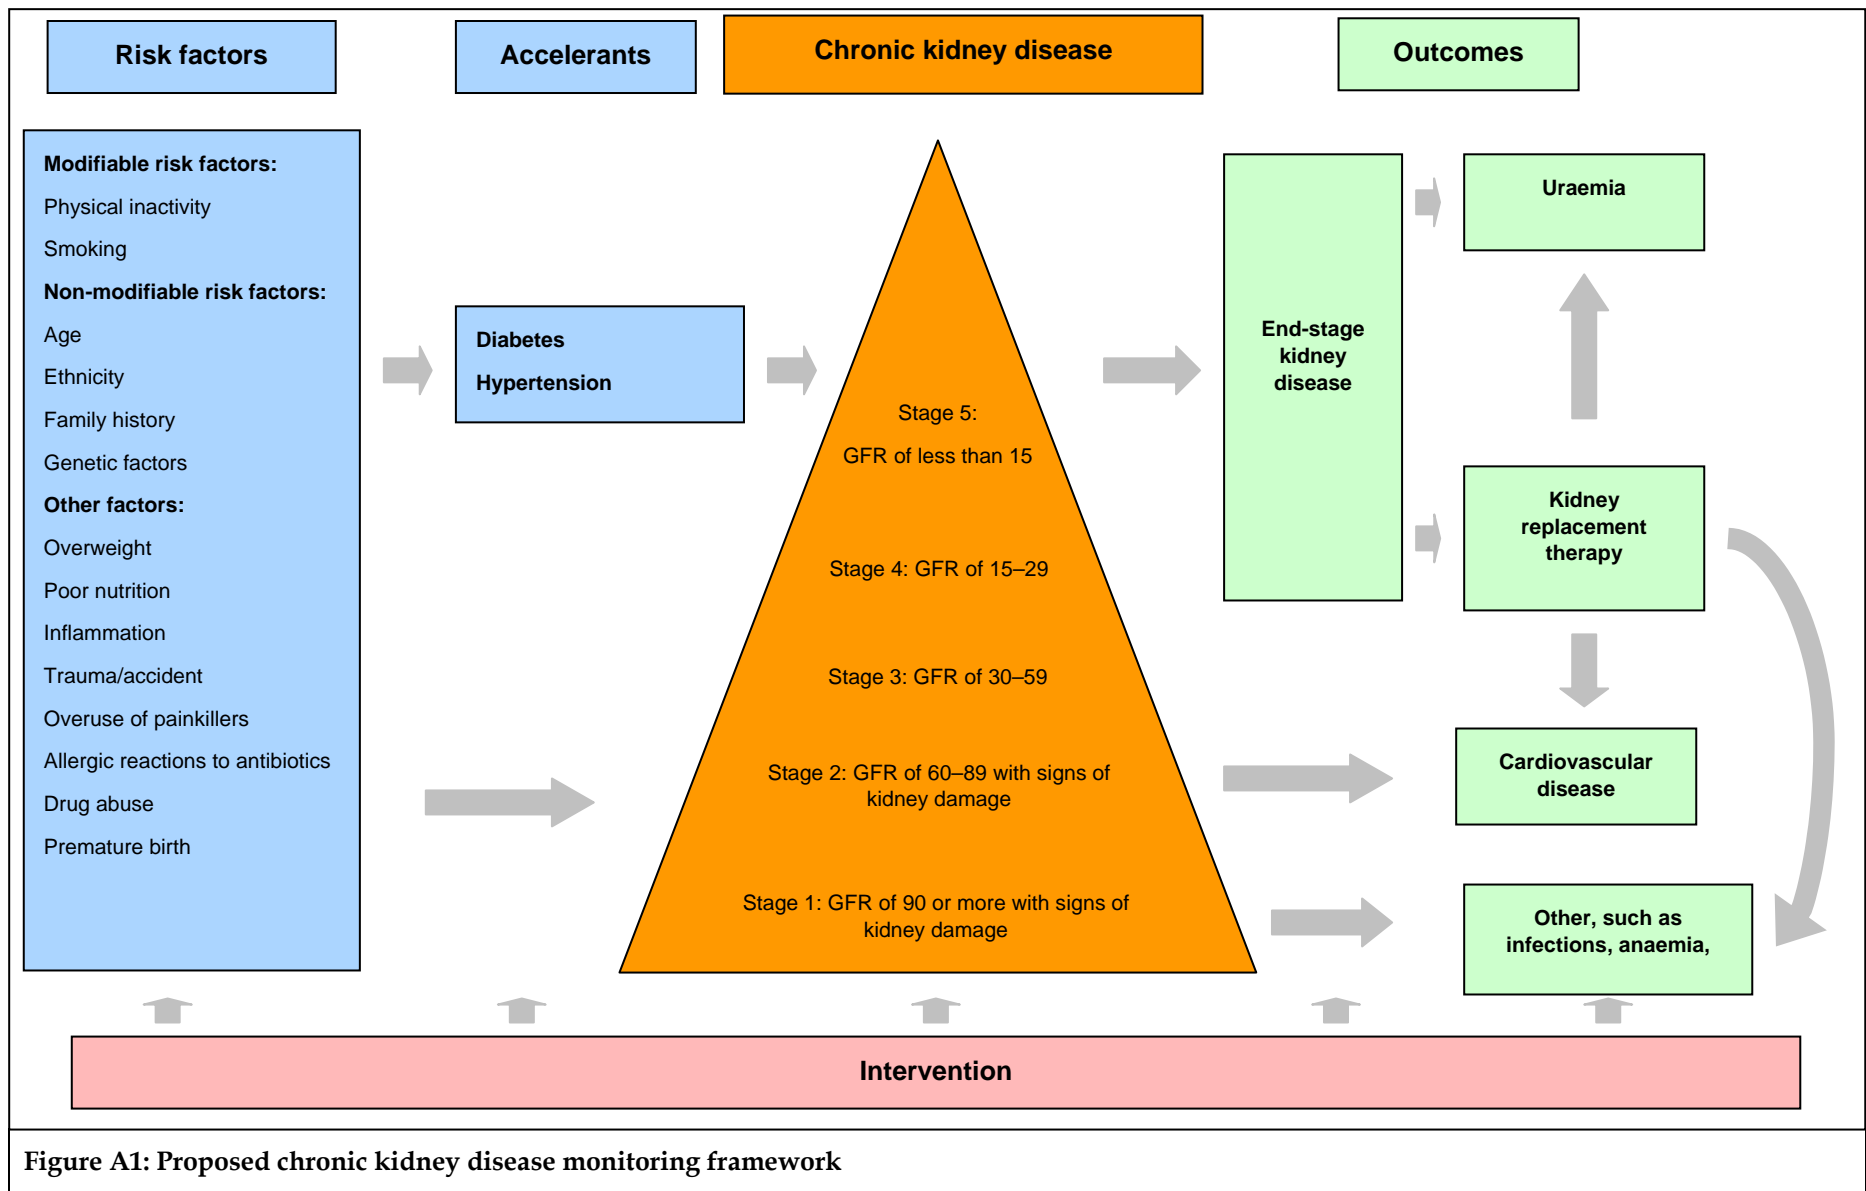 Risk factors
Accelerants
Chronic kidney disease
Outcomes
Modifiable risk factors:
Physical inactivity
Smoking
Non-modifiable risk factors:
Age
Ethnicity
Family history
Genetic factors
Other factors:
Overweight
Poor nutrition
Inflammation
Trauma/accident
Overuse of painkillers
Allergic reactions to antibiotics
Drug abuse
Premature birth
Diabetes
Hypertension
Stage 5:
GFR of less than 15
Stage 4: GFR of 15–29
Stage 3: GFR of 30–59
Stage 2: GFR of 60–89 with signs of
kidney damage
Stage 1: GFR of 90 or more with signs of
kidney damage
End-stage
kidney
disease
Uraemia
Kidney
replacement
therapy
Cardiovascular
disease
Other, such as
infections, anaemia,
Intervention
Figure A1: Proposed chronic kidney disease monitoring framework